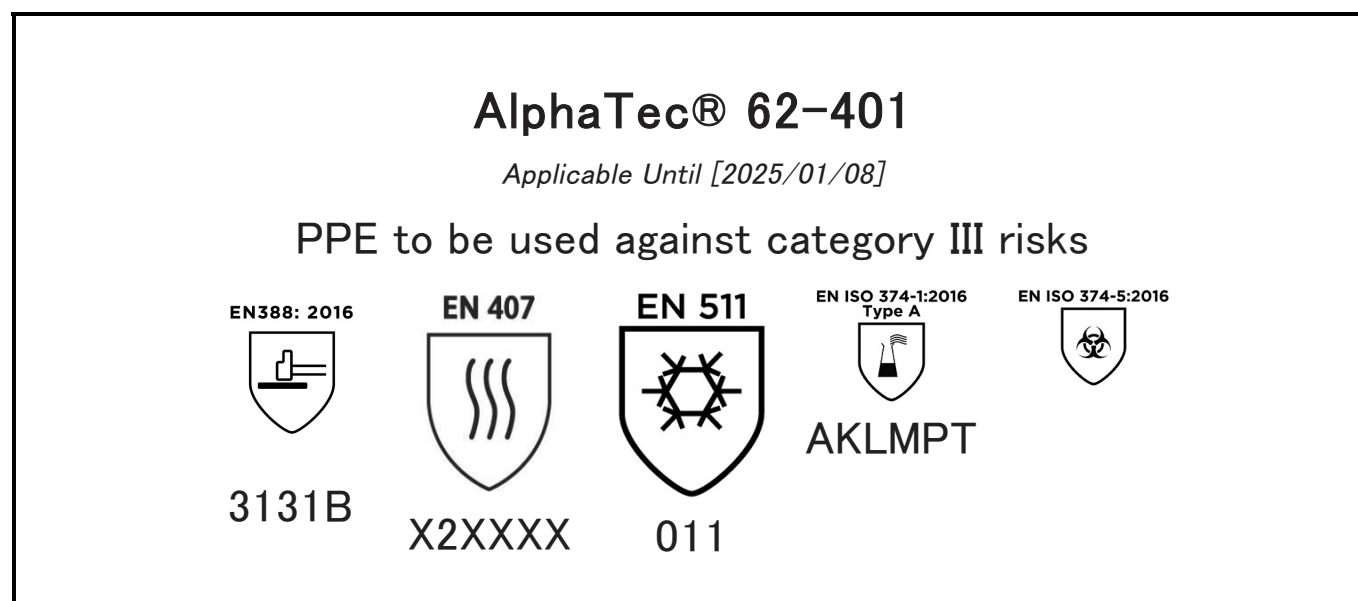 AlphaTec® 62-401
Applicable Until [2025/01/08]
PPE to be used against category III risks
EN388: 2016
3131B
EN 407
X2XXXX
EN 511
011
EN ISO 374-1:2016
Type A
AKLMPT
EN ISO 374-5:2016